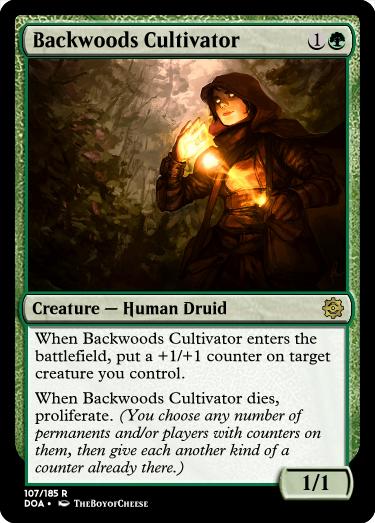 Backwoods Cultivator 1
Creature — Human Druid
When Backwoods Cultivator enters the
battlefield, put a +1/+1 counter on target
creature you control.
When Backwoods Cultivator dies,
proliferate. (You choose any number of
permanents and/or players with counters on
them, then give each another kind of a
counter already there.)
1/1
107/185 R
DOA • TheBoyofCheese